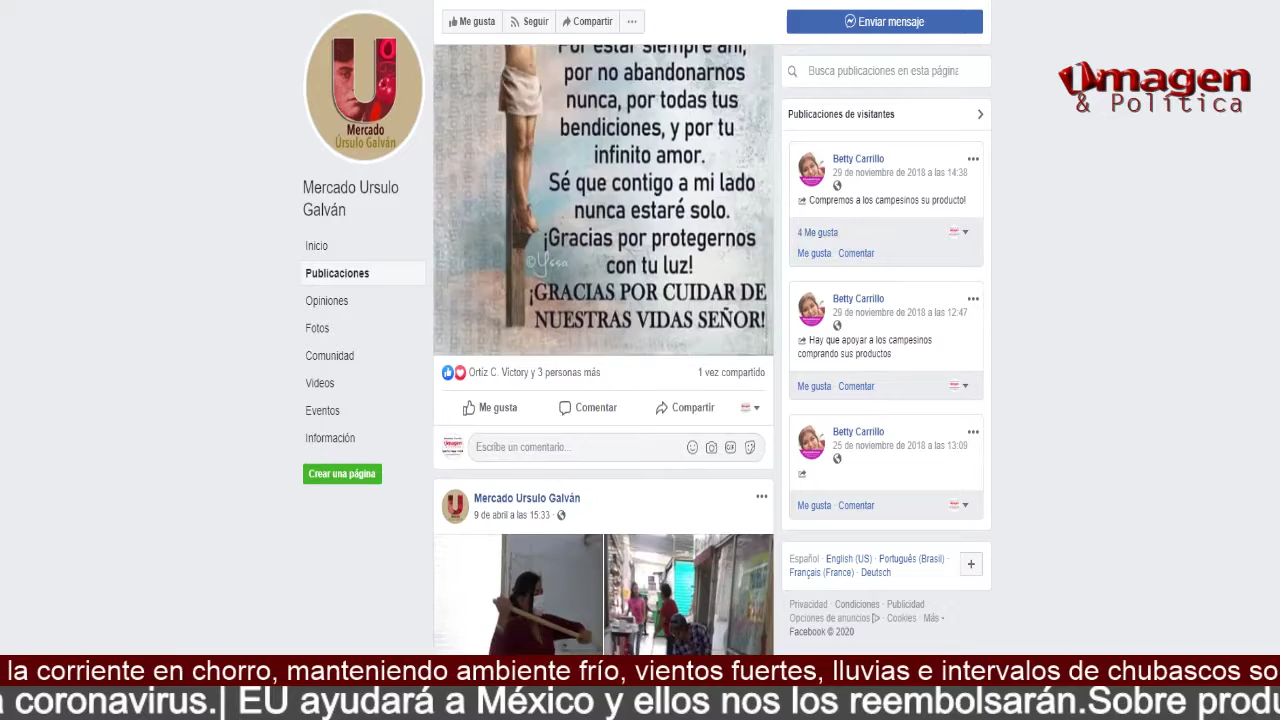 Me gusta
Seguir
Compartir
Enviar mensaje
U
Mercado
Úrsulo Galván
Mercado Ursulo
Galván
Inicio
Publicaciones
Opiniones
Fotos
Comunidad
Videos
Eventos
Información
Crear una página
Por estar siempre ahí,
por no abandonarnos
nunca, por todas tus
bendiciones, y por tu
infinito amor.
Sé que contigo a mi lado
nunca estaré solo.
¡Gracias por protegernos
con tu luz!
©Yssa
¡GRACIAS POR CUIDAR DE
NUESTRAS VIDAS SEÑOR!
Ortiz C. Victory y 3 personas más
1 vez compartido
Me gusta
Comentar
Compartir
Escribe un comentario...
GIF
U
Mercado Ursulo Galván
9 de abril a las 15:33 ·
Busca publicaciones en esta página
Publicaciones de visitantes
Betty Carrillo
29 de noviembre de 2018 a las 14:38
Compremos a los campesinos su producto!
4 Me gusta
Me gusta · Comentar
Betty Carrillo
29 de noviembre de 2018 a las 12:47
Hay que apoyar a los campesinos
comprando sus productos
Me gusta · Comentar
Betty Carrillo
25 de noviembre de 2018 a las 13:09
Me gusta · Comentar
Español · English (US) · Português (Brasil) ·
Français (France) · Deutsch
Privacidad · Condiciones · Publicidad
Opciones de anuncios · Cookies · Más
Facebook © 2020
Umagen
& Política
la corriente en chorro, manteniendo ambiente frío, vientos fuertes, lluvias e intervalos de chubascos so
a coronavirus.| EU ayudará a México y ellos nos los reembolsarán.Sobre produ